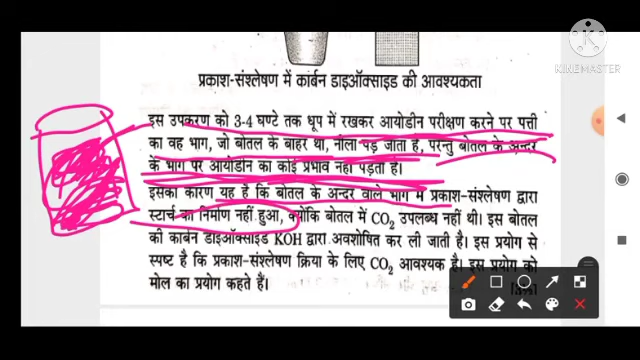 KINEMASTER
प्रकाश-संश्लेषण में कार्बन डाइऑक्साइड की आवश्यकता
इस उपकरण को 3-4 घण्टे तक धूप में रखकर आयोडीन परीक्षण करने पर पत्ती
का वह भाग, जो बोतल के बाहर था, नीला पड़ जाता है, परन्तु बोतल के अन्दर
के भाग पर आयोडीन का कोई प्रभाव नहीं पड़ता है।
इसका कारण यह है कि बोतल के अन्दर वाले भाग में प्रकाश-संश्लेषण द्वारा
स्टार्च का निर्माण नहीं हुआ, क्योंकि बोतल में CO₂ उपलब्ध नहीं थी। इस बोतल
की कार्बन डाइऑक्साइड KOH द्वारा अवशोषित कर ली जाती है। इस प्रयोग से
स्पष्ट है कि प्रकाश-संश्लेषण क्रिया के लिए CO₂ आवश्यक है। इस प्रयोग को
मोल का प्रयोग कहते हैं।